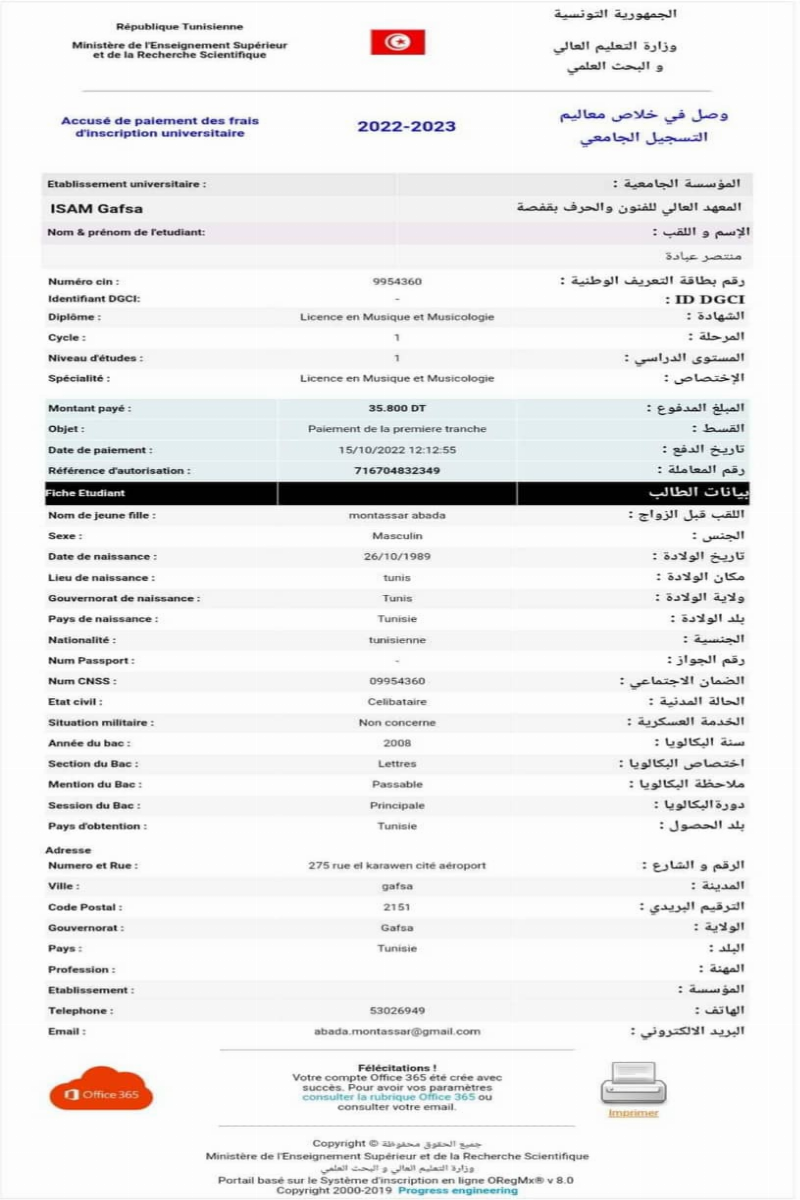 République Tunisienne
Ministère de l'Enseignement Supérieur
et de la Recherche Scientifique
الجمهورية التونسية
وزارة التعليم العالي
و البحث العلمي
Accusé de paiement des frais
d'inscription universitaire
2022-2023
وصل في خلاص معاليم
التسجيل الجامعي
Etablissement universitaire : المؤسسة الجامعية :
ISAM Gafsa المعهد العالي للفنون والحرف بقفصة
Nom & prénom de l'etudiant: الإسم و اللقب :
منتصر عبادة
Numéro cin : 9954360 رقم بطاقة التعريف الوطنية :
Identifiant DGCI: - ID DGCI :
Diplôme : Licence en Musique et Musicologie الشهادة :
Cycle : 1 المرحلة :
Niveau d'études : 1 المستوى الدراسي :
Spécialité : Licence en Musique et Musicologie الإختصاص :
Montant payé : 35.800 DT المبلغ المدفوع :
Objet : Paiement de la premiere tranche القسط :
Date de paiement : 15/10/2022 12:12:55 تاريخ الدفع :
Référence d'autorisation : 716704832349 رقم المعاملة :
Fiche Etudiant بيانات الطالب
Nom de jeune fille : montassar abada اللقب قبل الزواج :
Sexe : Masculin الجنس :
Date de naissance : 26/10/1989 تاريخ الولادة :
Lieu de naissance : tunis مكان الولادة :
Gouvernorat de naissance : Tunis ولاية الولادة :
Pays de naissance : Tunisie بلد الولادة :
Nationalité : tunisienne الجنسية :
Num Passport : - رقم الجواز :
Num CNSS : 09954360 الضمان الاجتماعي :
Etat civil : Celibataire الحالة المدنية :
Situation militaire : Non concerne الخدمة العسكرية :
Année du bac : 2008 سنة البكالويا :
Section du Bac : Lettres اختصاص البكالويا :
Mention du Bac : Passable ملاحظة البكالويا :
Session du Bac : Principale دورة البكالويا :
Pays d'obtention : Tunisie بلد الحصول :
Adresse
Numero et Rue : 275 rue el karawen cité aéroport الرقم و الشارع :
Ville : gafsa المدينة :
Code Postal : 2151 الترقيم البريدي :
Gouvernorat : Gafsa الولاية :
Pays : Tunisie البلد :
Profession : المهنة :
Etablissement : المؤسسة :
Telephone : 53026949 الهاتف :
Email : abada.montassar@gmail.com البريد الالكتروني :
Office 365
Félécitations !
Votre compte Office 365 été crée avec
succès. Pour avoir vos paramètres
consulter la rubrique Office 365 ou
consulter votre email.
Imprimer
Copyright © جميع الحقوق محفوظة
Ministère de l'Enseignement Supérieur et de la Recherche Scientifique
وزارة التعليم العالي و البحث العلمي
Portail basé sur le Système d'inscription en ligne ORegMx® v 8.0
Copyright 2000-2019 Progress engineering